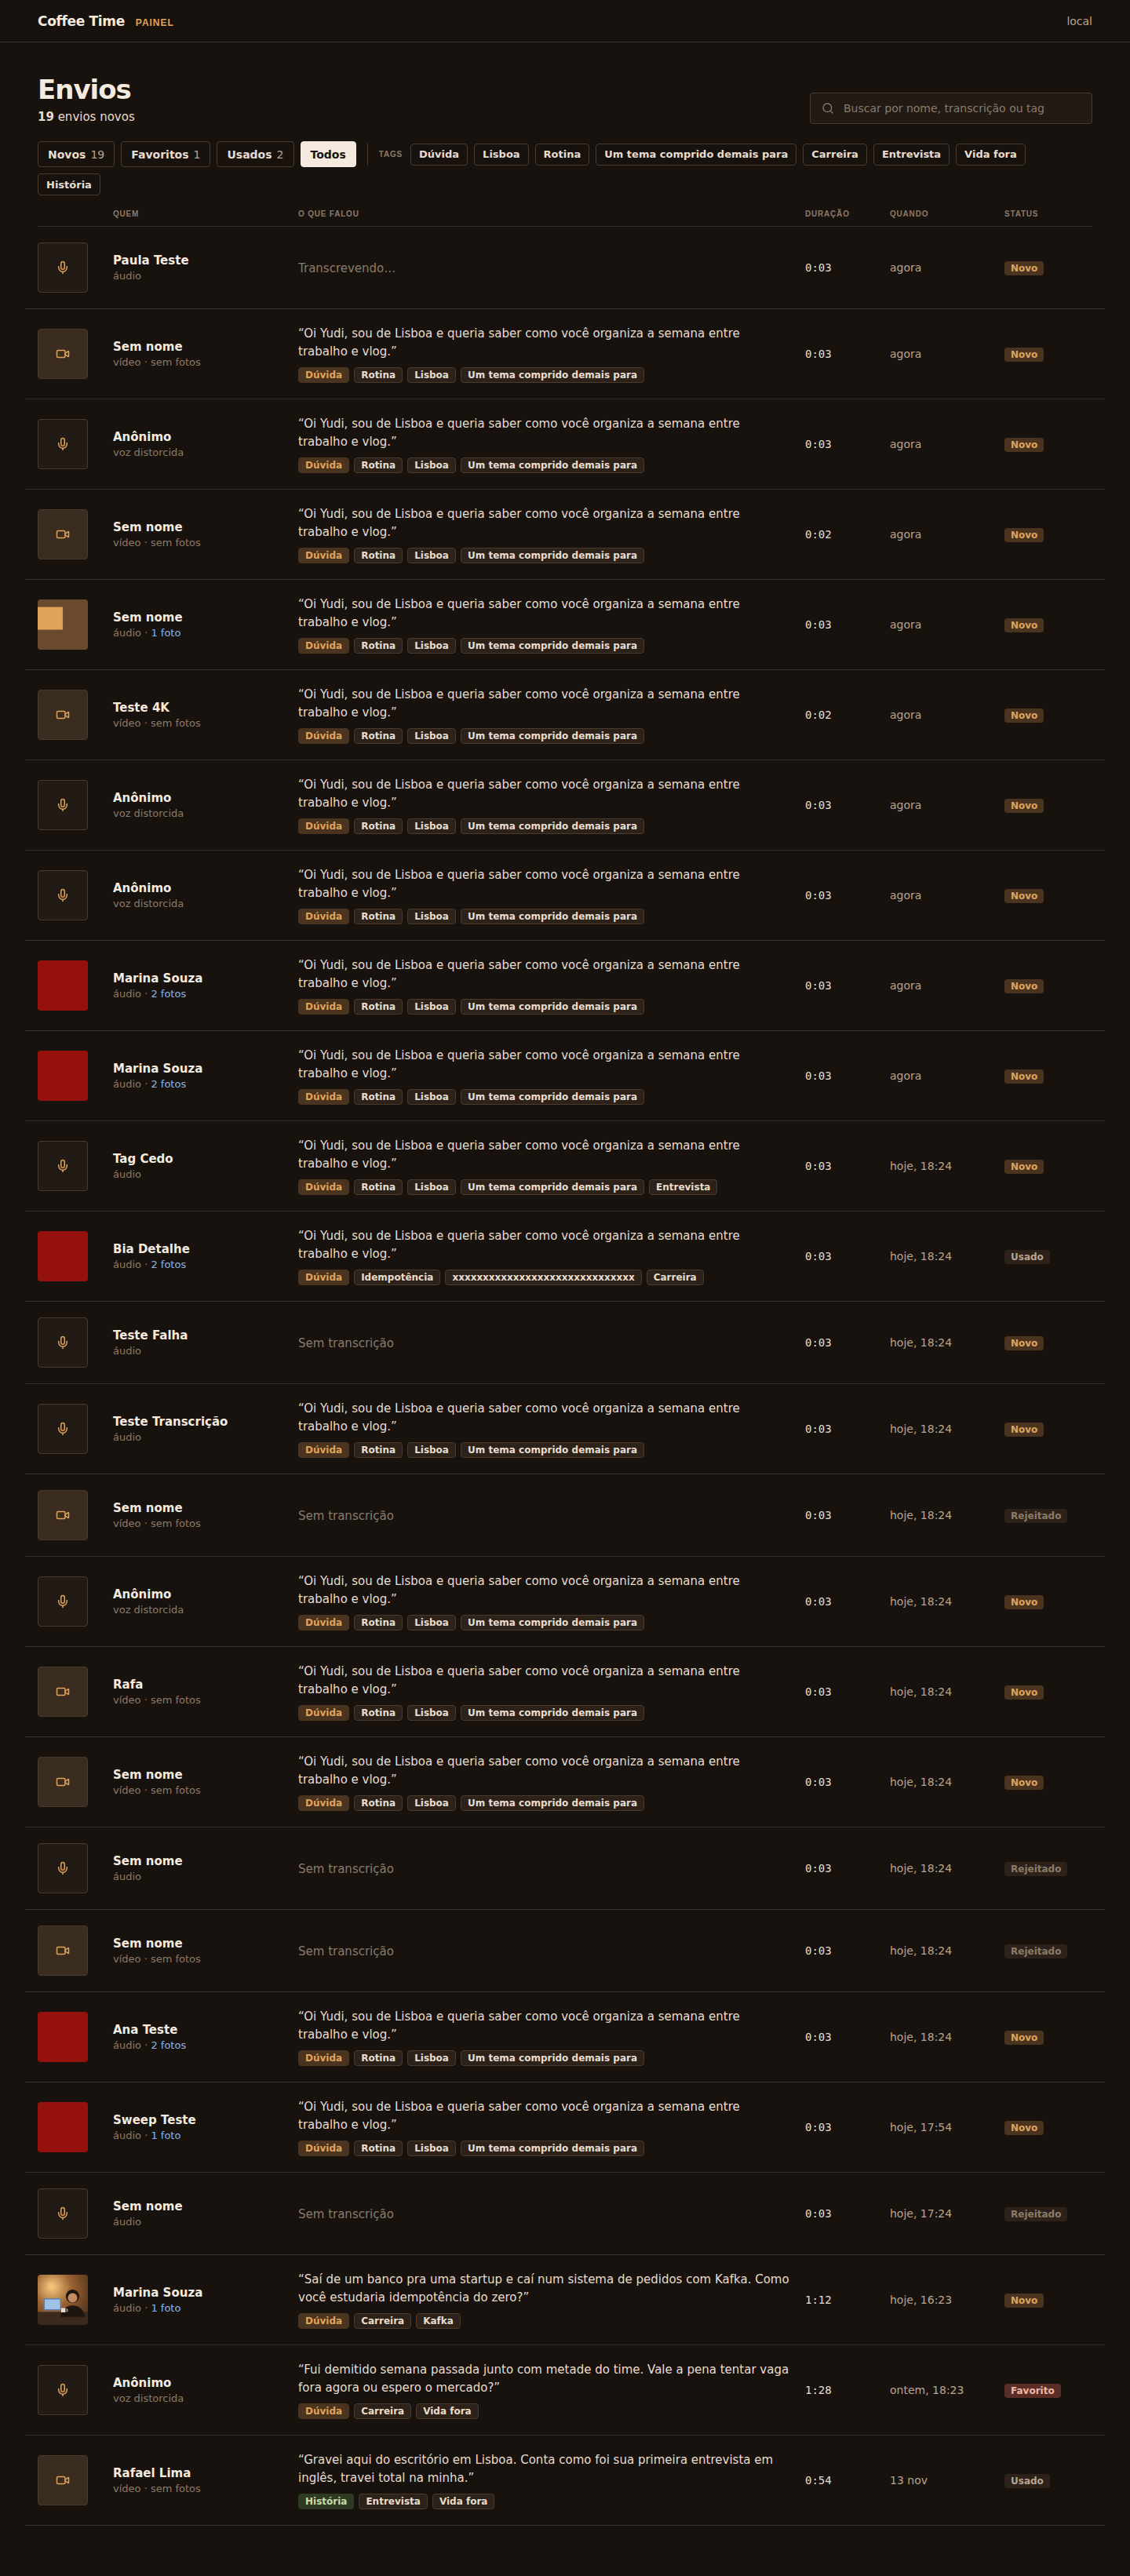 Coffee Time PAINEL local
Envios
19 envios novos
Buscar por nome, transcrição ou tag
Novos 19 Favoritos 1 Usados 2 Todos TAGS Dúvida Lisboa Rotina Um tema comprido demais para Carreira Entrevista Vida fora
História
QUEM O QUE FALOU DURAÇÃO QUANDO STATUS
Paula Teste
áudio
Transcrevendo…
0:03 agora Novo
Sem nome
vídeo · sem fotos
“Oi Yudi, sou de Lisboa e queria saber como você organiza a semana entre
trabalho e vlog.”
Dúvida Rotina Lisboa Um tema comprido demais para
0:03 agora Novo
Anônimo
voz distorcida
“Oi Yudi, sou de Lisboa e queria saber como você organiza a semana entre
trabalho e vlog.”
Dúvida Rotina Lisboa Um tema comprido demais para
0:03 agora Novo
Sem nome
vídeo · sem fotos
“Oi Yudi, sou de Lisboa e queria saber como você organiza a semana entre
trabalho e vlog.”
Dúvida Rotina Lisboa Um tema comprido demais para
0:02 agora Novo
Sem nome
áudio · 1 foto
“Oi Yudi, sou de Lisboa e queria saber como você organiza a semana entre
trabalho e vlog.”
Dúvida Rotina Lisboa Um tema comprido demais para
0:03 agora Novo
Teste 4K
vídeo · sem fotos
“Oi Yudi, sou de Lisboa e queria saber como você organiza a semana entre
trabalho e vlog.”
Dúvida Rotina Lisboa Um tema comprido demais para
0:02 agora Novo
Anônimo
voz distorcida
“Oi Yudi, sou de Lisboa e queria saber como você organiza a semana entre
trabalho e vlog.”
Dúvida Rotina Lisboa Um tema comprido demais para
0:03 agora Novo
Anônimo
voz distorcida
“Oi Yudi, sou de Lisboa e queria saber como você organiza a semana entre
trabalho e vlog.”
Dúvida Rotina Lisboa Um tema comprido demais para
0:03 agora Novo
Marina Souza
áudio · 2 fotos
“Oi Yudi, sou de Lisboa e queria saber como você organiza a semana entre
trabalho e vlog.”
Dúvida Rotina Lisboa Um tema comprido demais para
0:03 agora Novo
Marina Souza
áudio · 2 fotos
“Oi Yudi, sou de Lisboa e queria saber como você organiza a semana entre
trabalho e vlog.”
Dúvida Rotina Lisboa Um tema comprido demais para
0:03 agora Novo
Tag Cedo
áudio
“Oi Yudi, sou de Lisboa e queria saber como você organiza a semana entre
trabalho e vlog.”
Dúvida Rotina Lisboa Um tema comprido demais para Entrevista
0:03 hoje, 18:24 Novo
Bia Detalhe
áudio · 2 fotos
“Oi Yudi, sou de Lisboa e queria saber como você organiza a semana entre
trabalho e vlog.”
Dúvida Idempotência xxxxxxxxxxxxxxxxxxxxxxxxxxxxxx Carreira
0:03 hoje, 18:24 Usado
Teste Falha
áudio
Sem transcrição
0:03 hoje, 18:24 Novo
Teste Transcrição
áudio
“Oi Yudi, sou de Lisboa e queria saber como você organiza a semana entre
trabalho e vlog.”
Dúvida Rotina Lisboa Um tema comprido demais para
0:03 hoje, 18:24 Novo
Sem nome
vídeo · sem fotos
Sem transcrição
0:03 hoje, 18:24 Rejeitado
Anônimo
voz distorcida
“Oi Yudi, sou de Lisboa e queria saber como você organiza a semana entre
trabalho e vlog.”
Dúvida Rotina Lisboa Um tema comprido demais para
0:03 hoje, 18:24 Novo
Rafa
vídeo · sem fotos
“Oi Yudi, sou de Lisboa e queria saber como você organiza a semana entre
trabalho e vlog.”
Dúvida Rotina Lisboa Um tema comprido demais para
0:03 hoje, 18:24 Novo
Sem nome
vídeo · sem fotos
“Oi Yudi, sou de Lisboa e queria saber como você organiza a semana entre
trabalho e vlog.”
Dúvida Rotina Lisboa Um tema comprido demais para
0:03 hoje, 18:24 Novo
Sem nome
áudio
Sem transcrição
0:03 hoje, 18:24 Rejeitado
Sem nome
vídeo · sem fotos
Sem transcrição
0:03 hoje, 18:24 Rejeitado
Ana Teste
áudio · 2 fotos
“Oi Yudi, sou de Lisboa e queria saber como você organiza a semana entre
trabalho e vlog.”
Dúvida Rotina Lisboa Um tema comprido demais para
0:03 hoje, 18:24 Novo
Sweep Teste
áudio · 1 foto
“Oi Yudi, sou de Lisboa e queria saber como você organiza a semana entre
trabalho e vlog.”
Dúvida Rotina Lisboa Um tema comprido demais para
0:03 hoje, 17:54 Novo
Sem nome
áudio
Sem transcrição
0:03 hoje, 17:24 Rejeitado
Marina Souza
áudio · 1 foto
“Saí de um banco pra uma startup e caí num sistema de pedidos com Kafka. Como
você estudaria idempotência do zero?”
Dúvida Carreira Kafka
1:12 hoje, 16:23 Novo
Anônimo
voz distorcida
“Fui demitido semana passada junto com metade do time. Vale a pena tentar vaga
fora agora ou espero o mercado?”
Dúvida Carreira Vida fora
1:28 ontem, 18:23 Favorito
Rafael Lima
vídeo · sem fotos
“Gravei aqui do escritório em Lisboa. Conta como foi sua primeira entrevista em
inglês, travei total na minha.”
História Entrevista Vida fora
0:54 13 nov Usado